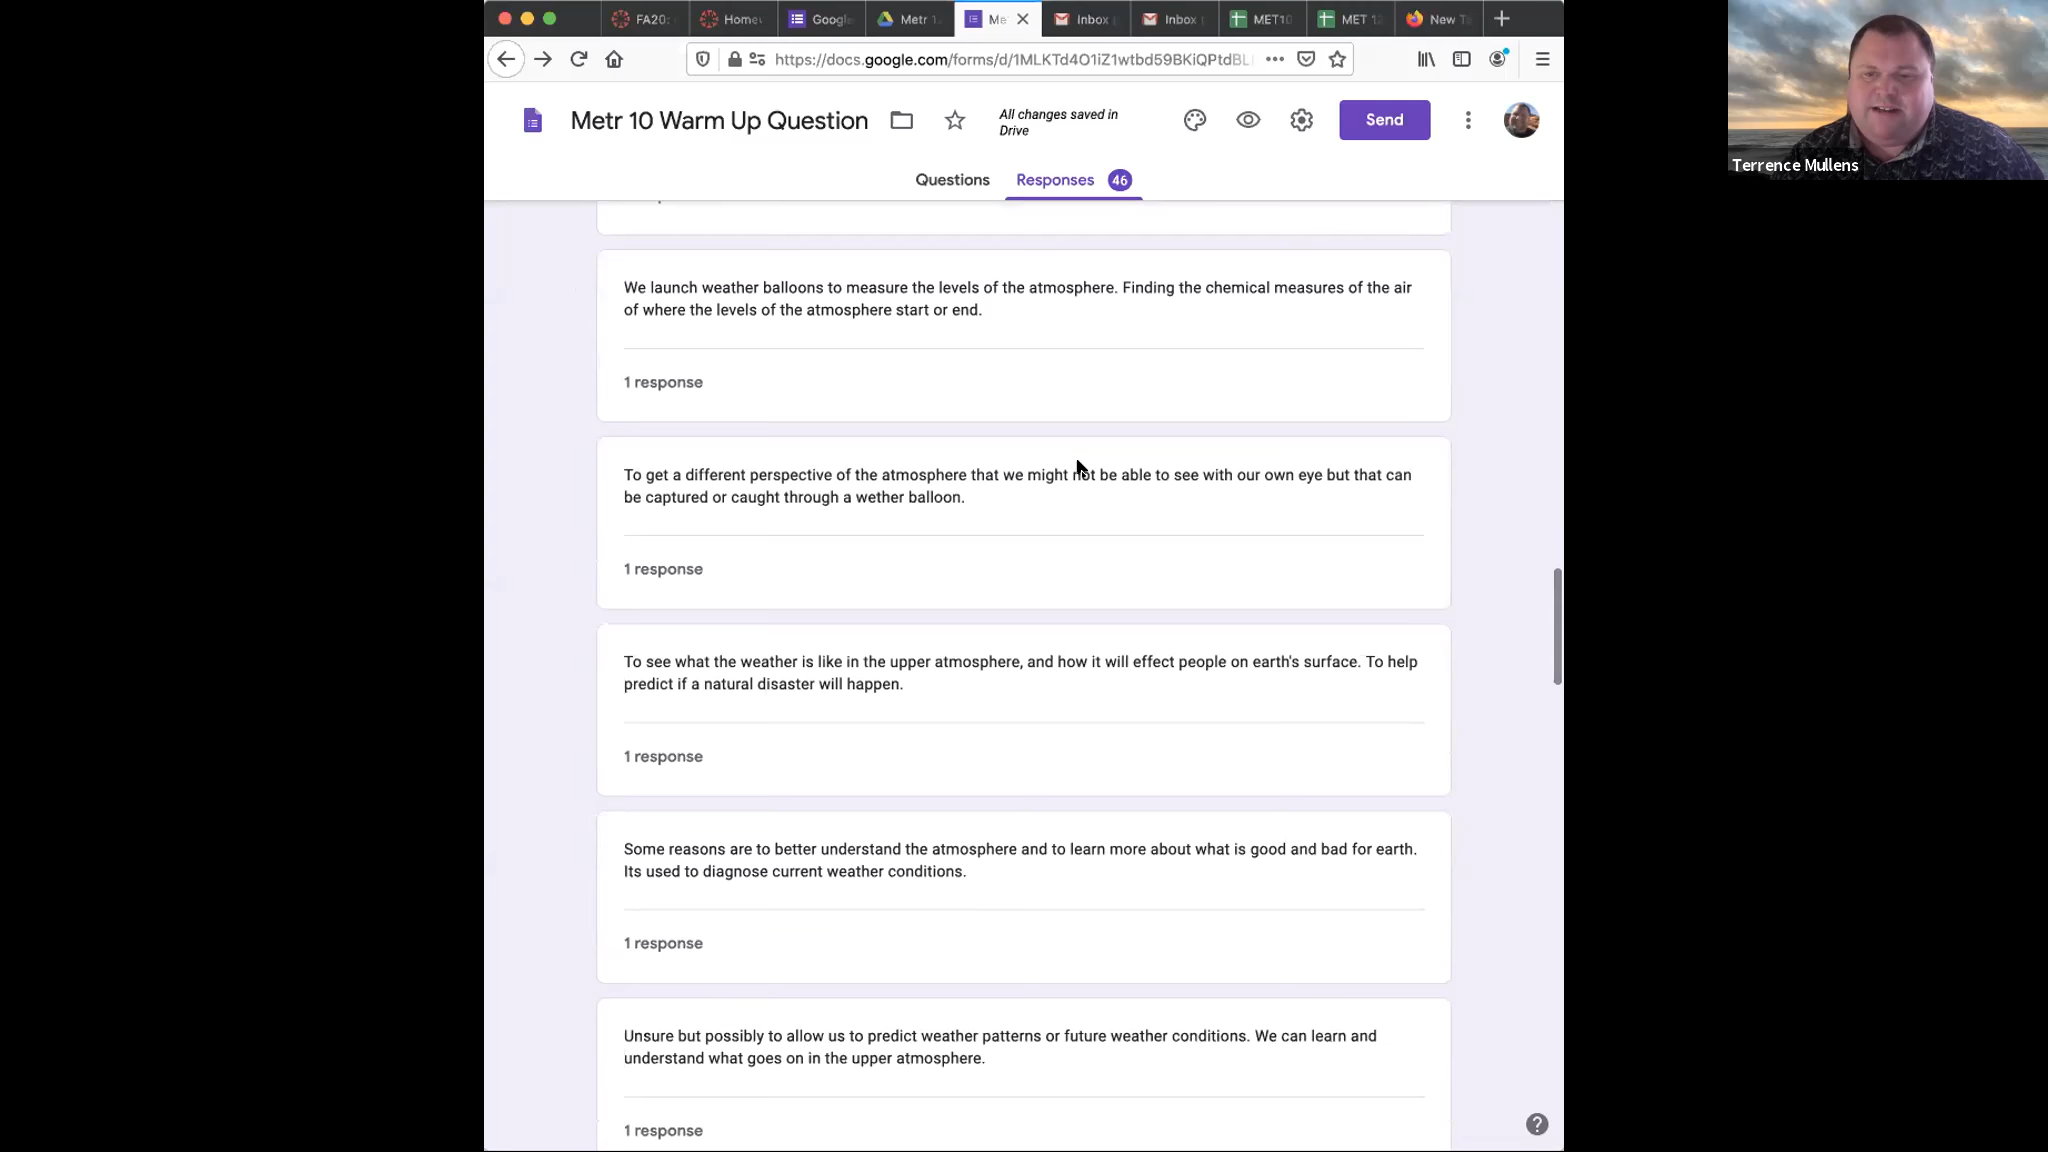 FA20:
Home
Google
Metr 1
Me
Inbox
Inbox
MET10
MET 12
New T
https://docs.google.com/forms/d/1MLKTd4O1iZ1wtbd59BKiQPtdBL
Metr 10 Warm Up Question
All changes saved in
Drive
Send
Questions
Responses 46
We launch weather balloons to measure the levels of the atmosphere. Finding the chemical measures of the air
of where the levels of the atmosphere start or end.
1 response
To get a different perspective of the atmosphere that we might not be able to see with our own eye but that can
be captured or caught through a wether balloon.
1 response
To see what the weather is like in the upper atmosphere, and how it will effect people on earth's surface. To help
predict if a natural disaster will happen.
1 response
Some reasons are to better understand the atmosphere and to learn more about what is good and bad for earth.
Its used to diagnose current weather conditions.
1 response
Unsure but possibly to allow us to predict weather patterns or future weather conditions. We can learn and
understand what goes on in the upper atmosphere.
1 response
Terrence Mullens